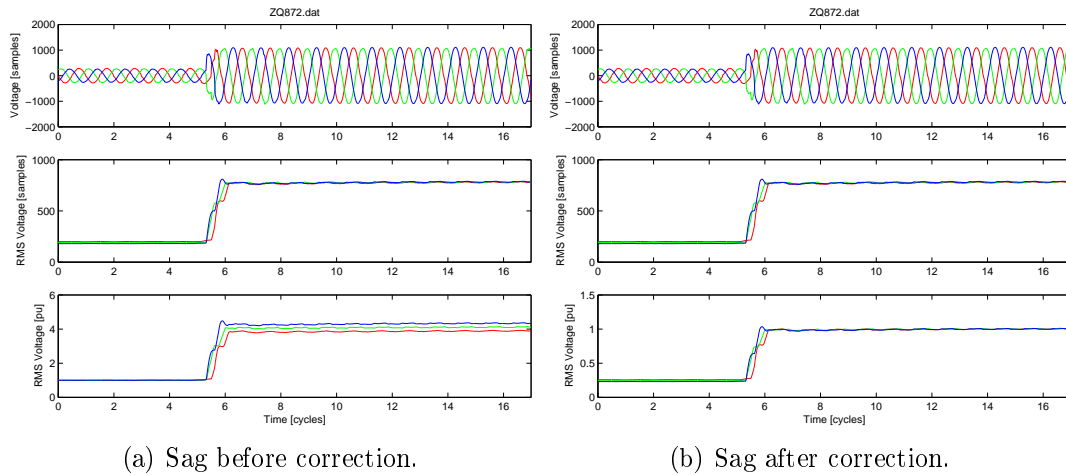 ZQ872.dat
2000
1000
0
−1000
−2000
Voltage [samples]
0 2 4 6 8 10 12 14 16
1000
500
0
RMS Voltage [samples]
0 2 4 6 8 10 12 14 16
6
4
2
0
RMS Voltage [pu]
0 2 4 6 8 10 12 14 16
Time [cycles]
(a) Sag before correction.
ZQ872.dat
2000
1000
0
−1000
−2000
Voltage [samples]
0 2 4 6 8 10 12 14 16
1000
500
0
RMS Voltage [samples]
0 2 4 6 8 10 12 14 16
1.5
1
0.5
0
RMS Voltage [pu]
0 2 4 6 8 10 12 14 16
Time [cycles]
(b) Sag after correction.